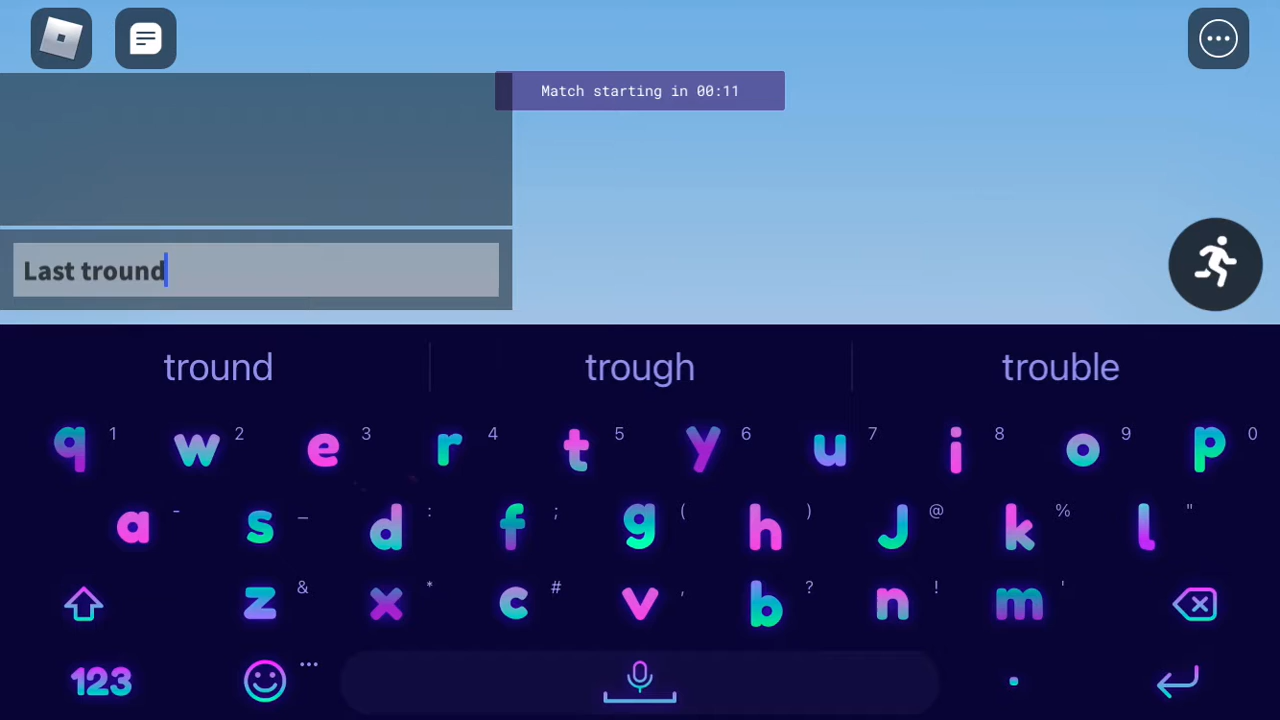 Match starting in 00:11
Last tround
tround trough trouble
q 1 w 2 e 3 r 4 t 5 y 6 u 7 i 8 o 9 p 0
a - s _ d : f ; g ( h ) J @ k % l "
z & x * c # v , b ? n ! m '
123 ... .